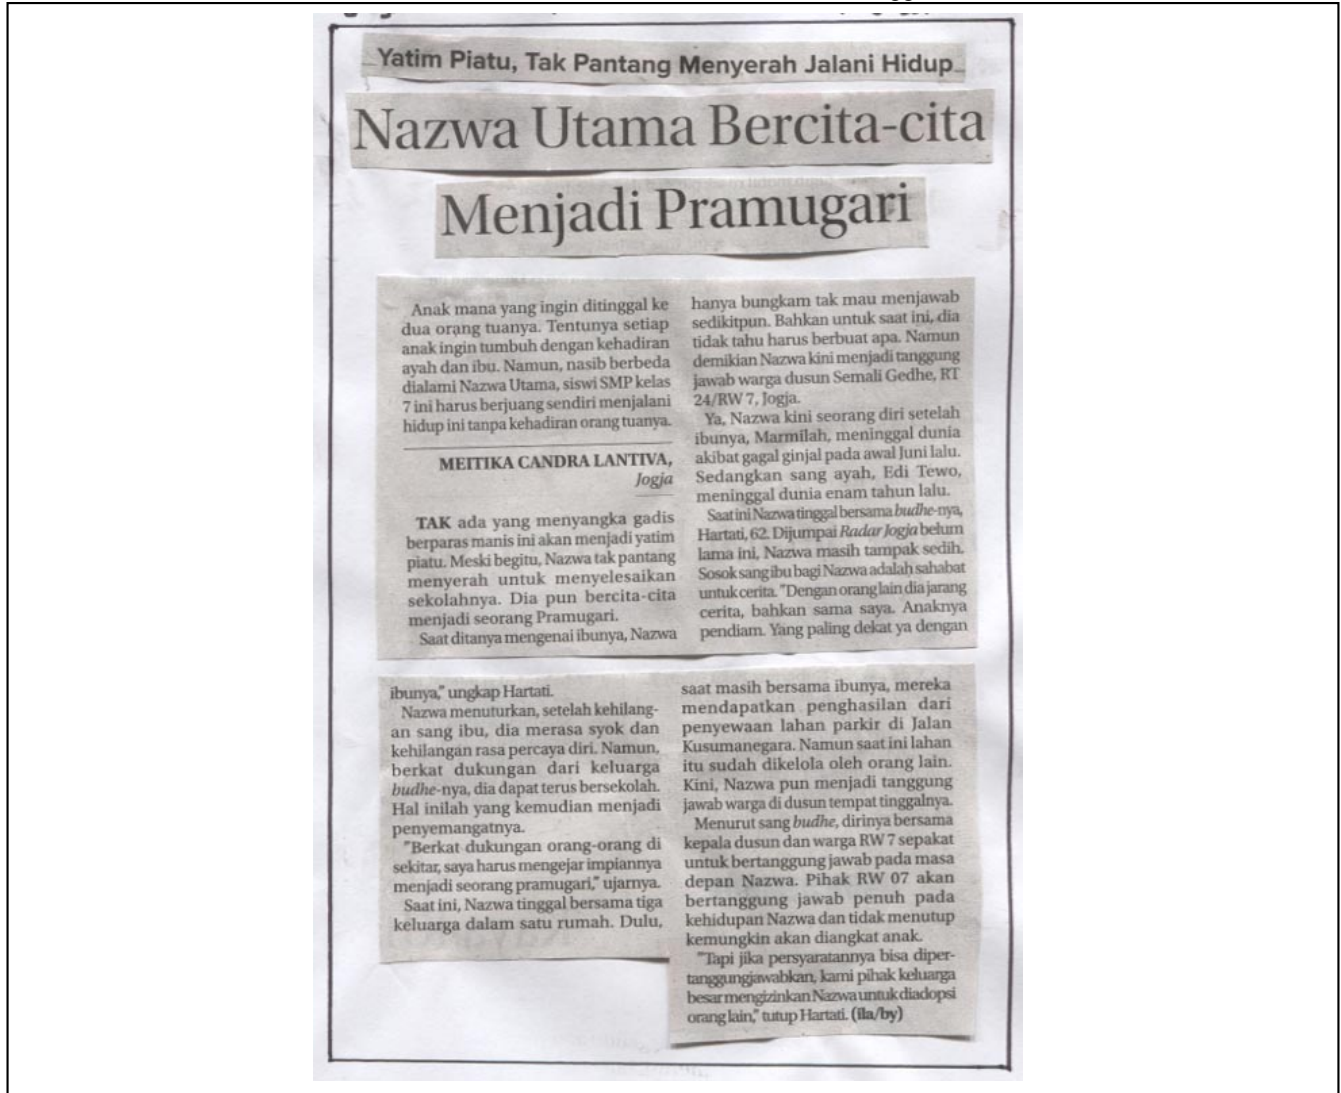 Yatim Piatu, Tak Pantang Menyerah Jalani Hidup
Nazwa Utama Bercita-cita
Menjadi Pramugari
Anak mana yang ingin ditinggal ke
dua orang tuanya. Tentunya setiap
anak ingin tumbuh dengan kehadiran
ayah dan ibu. Namun, nasib berbeda
dialami Nazwa Utama, siswi SMP kelas
7 ini harus berjuang sendiri menjalani
hidup ini tanpa kehadiran orang tuanya.
MEITIKA CANDRA LANTIVA,
Jogja
TAK ada yang menyangka gadis
berparas manis ini akan menjadi yatim
piatu. Meski begitu, Nazwa tak pantang
menyerah untuk menyelesaikan
sekolahnya. Dia pun bercita-cita
menjadi seorang Pramugari.
Saat ditanya mengenai ibunya, Nazwa
hanya bungkam tak mau menjawab
sedikitpun. Bahkan untuk saat ini, dia
tidak tahu harus berbuat apa. Namun
demikian Nazwa kini menjadi tanggung
jawab warga dusun Semali Gedhe, RT
24/RW 7, Jogja.
Ya, Nazwa kini seorang diri setelah
ibunya, Marmilah, meninggal dunia
akibat gagal ginjal pada awal Juni lalu.
Sedangkan sang ayah, Edi Tewo,
meninggal dunia enam tahun lalu.
Saat ini Nazwa tinggal bersama budhe-nya,
Hartati, 62. Dijumpai Radar Jogja belum
lama ini, Nazwa masih tampak sedih.
Sosok sang ibu bagi Nazwa adalah sahabat
untuk cerita. "Dengan orang lain dia jarang
cerita, bahkan sama saya. Anaknya
pendiam. Yang paling dekat ya dengan
ibunya," ungkap Hartati.
Nazwa menuturkan, setelah kehilang-
an sang ibu, dia merasa syok dan
kehilangan rasa percaya diri. Namun,
berkat dukungan dari keluarga
budhe-nya, dia dapat terus bersekolah.
Hal inilah yang kemudian menjadi
penyemangatnya.
"Berkat dukungan orang-orang di
sekitar, saya harus mengejar impiannya
menjadi seorang pramugari," ujarnya.
Saat ini, Nazwa tinggal bersama tiga
keluarga dalam satu rumah. Dulu,
saat masih bersama ibunya, mereka
mendapatkan penghasilan dari
penyewaan lahan parkir di Jalan
Kusumanegara. Namun saat ini lahan
itu sudah dikelola oleh orang lain.
Kini, Nazwa pun menjadi tanggung
jawab warga di dusun tempat tinggalnya.
Menurut sang budhe, dirinya bersama
kepala dusun dan warga RW 7 sepakat
untuk bertanggung jawab pada masa
depan Nazwa. Pihak RW 07 akan
bertanggung jawab penuh pada
kehidupan Nazwa dan tidak menutup
kemungkin akan diangkat anak.
"Tapi jika persyaratannya bisa diper-
tanggungjawabkan, kami pihak keluarga
besar mengizinkan Nazwa untuk diadopsi
orang lain," tutup Hartati. (ila/by)